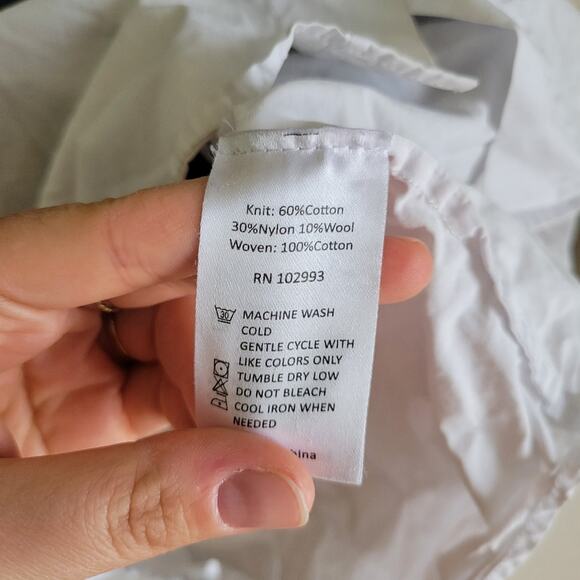 Knit: 60%Cotton
30%Nylon 10%Wool
Woven: 100%Cotton
RN 102993
30
MACHINE WASH
COLD
GENTLE CYCLE WITH
LIKE COLORS ONLY
TUMBLE DRY LOW
DO NOT BLEACH
COOL IRON WHEN
NEEDED